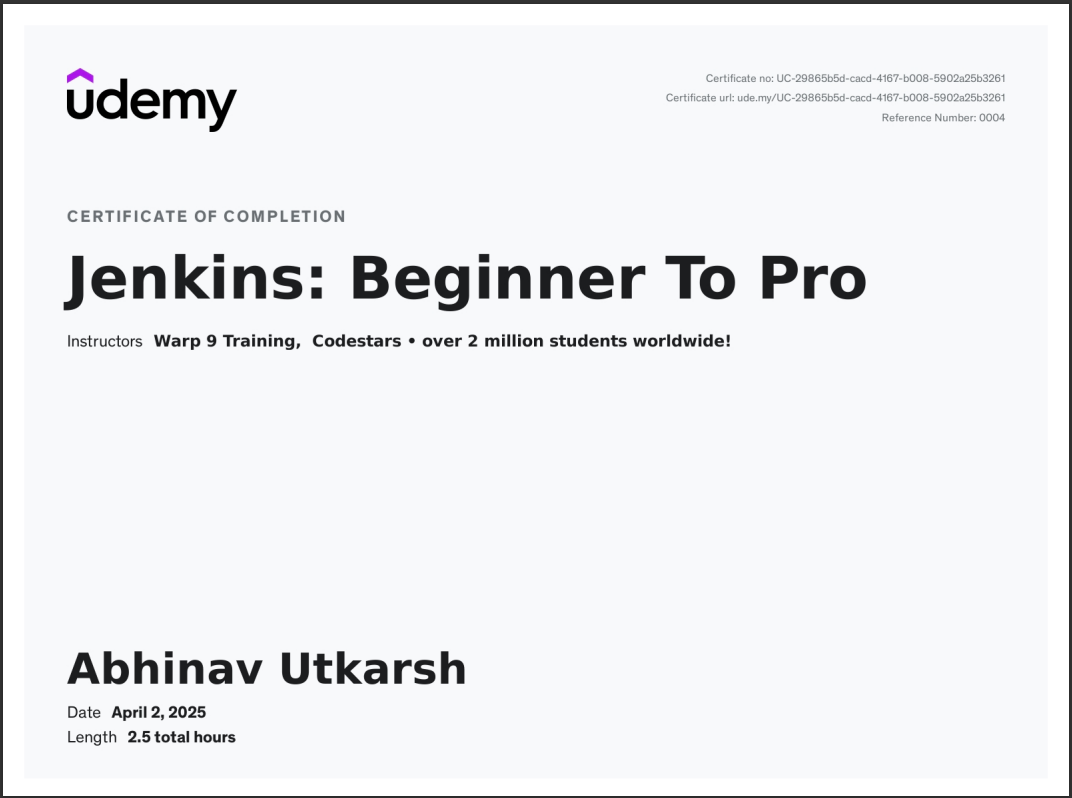 udemy
Certificate no: UC-29865b5d-cacd-4167-b008-5902a25b3261
Certificate url: ude.my/UC-29865b5d-cacd-4167-b008-5902a25b3261
Reference Number: 0004
CERTIFICATE OF COMPLETION
Jenkins: Beginner To Pro
Instructors Warp 9 Training, Codestars • over 2 million students worldwide!
Abhinav Utkarsh
Date April 2, 2025
Length 2.5 total hours